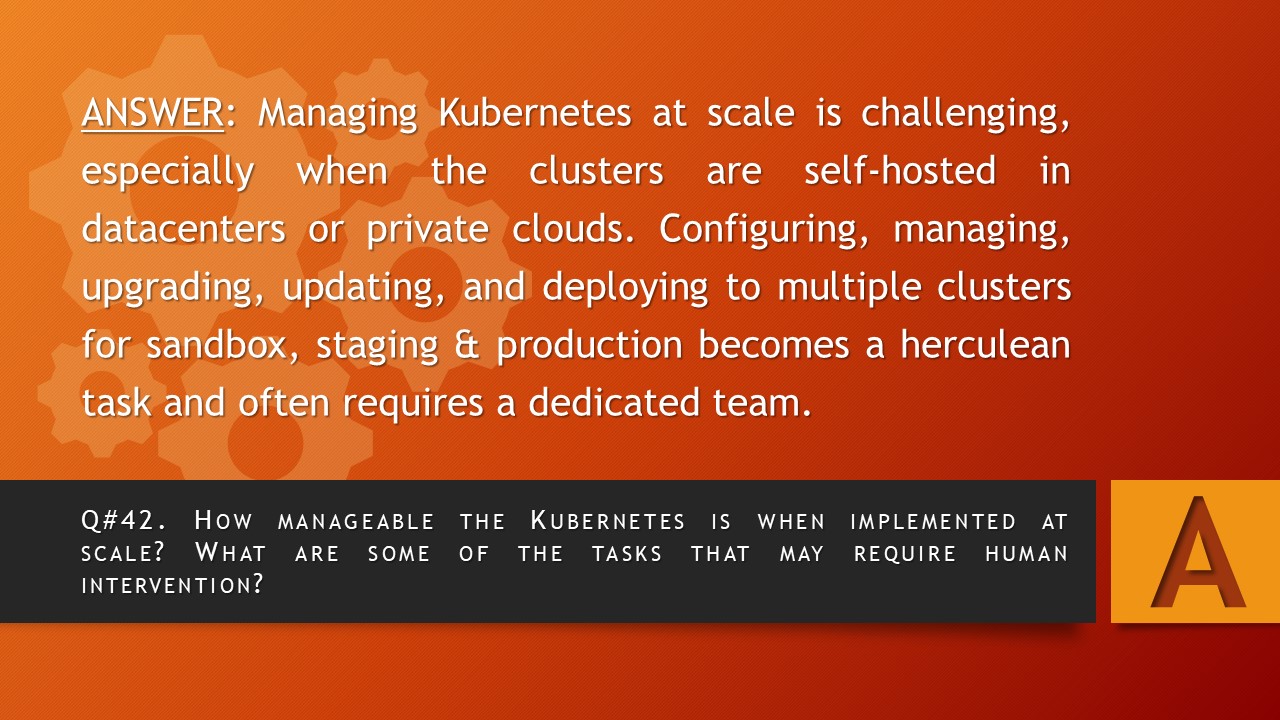 ANSWER: Managing Kubernetes at scale is challenging,
especially when the clusters are self-hosted in
datacenters or private clouds. Configuring, managing,
upgrading, updating, and deploying to multiple clusters
for sandbox, staging & production becomes a herculean
task and often requires a dedicated team.
Q#42. How manageable the Kubernetes is when implemented at
scale? What are some of the tasks that may require human
intervention?
A